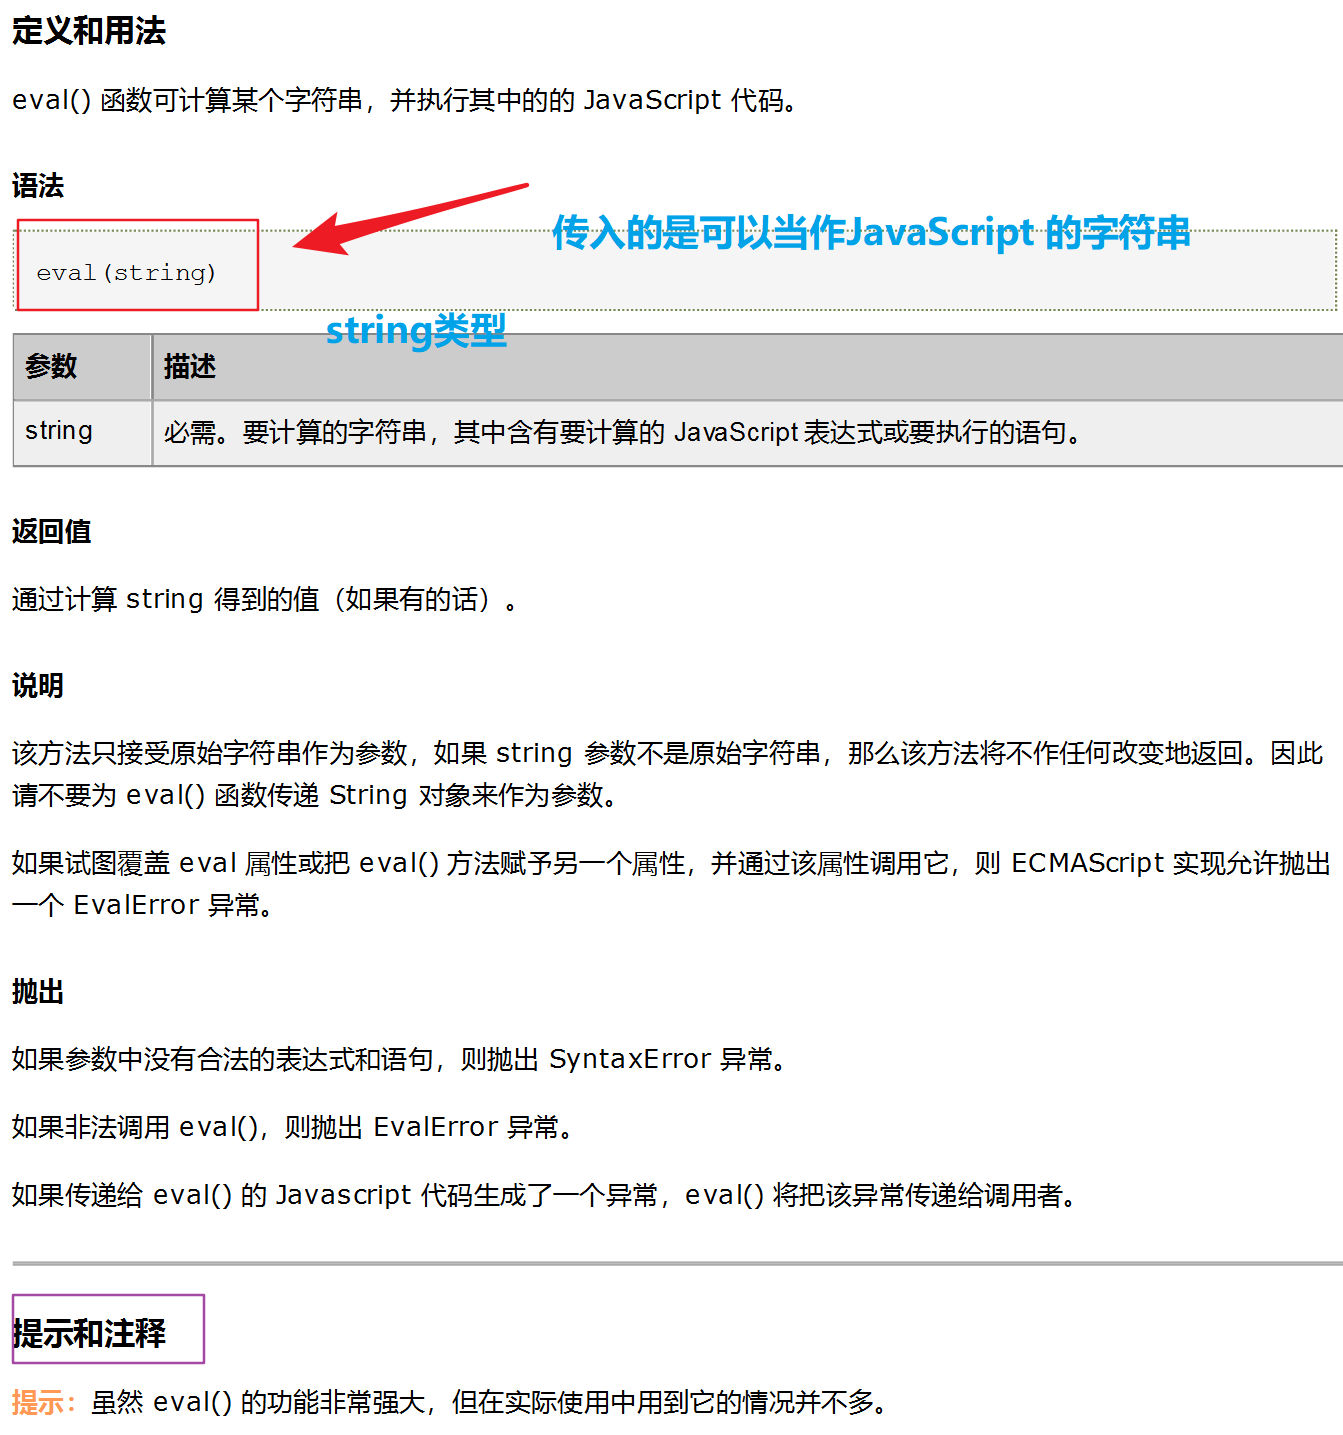 定义和用法
eval() 函数可计算某个字符串，并执行其中的的 JavaScript 代码。
语法
传入的是可以当作JavaScript 的字符串
eval(string)
string类型
参数 描述
string 必需。要计算的字符串，其中含有要计算的 JavaScript 表达式或要执行的语句。
返回值
通过计算 string 得到的值（如果有的话）。
说明
该方法只接受原始字符串作为参数，如果 string 参数不是原始字符串，那么该方法将不作任何改变地返回。因此
请不要为 eval() 函数传递 String 对象来作为参数。
如果试图覆盖 eval 属性或把 eval() 方法赋予另一个属性，并通过该属性调用它，则 ECMAScript 实现允许抛出
一个 EvalError 异常。
抛出
如果参数中没有合法的表达式和语句，则抛出 SyntaxError 异常。
如果非法调用 eval()，则抛出 EvalError 异常。
如果传递给 eval() 的 Javascript 代码生成了一个异常，eval() 将把该异常传递给调用者。
提示和注释
提示：虽然 eval() 的功能非常强大，但在实际使用中用到它的情况并不多。